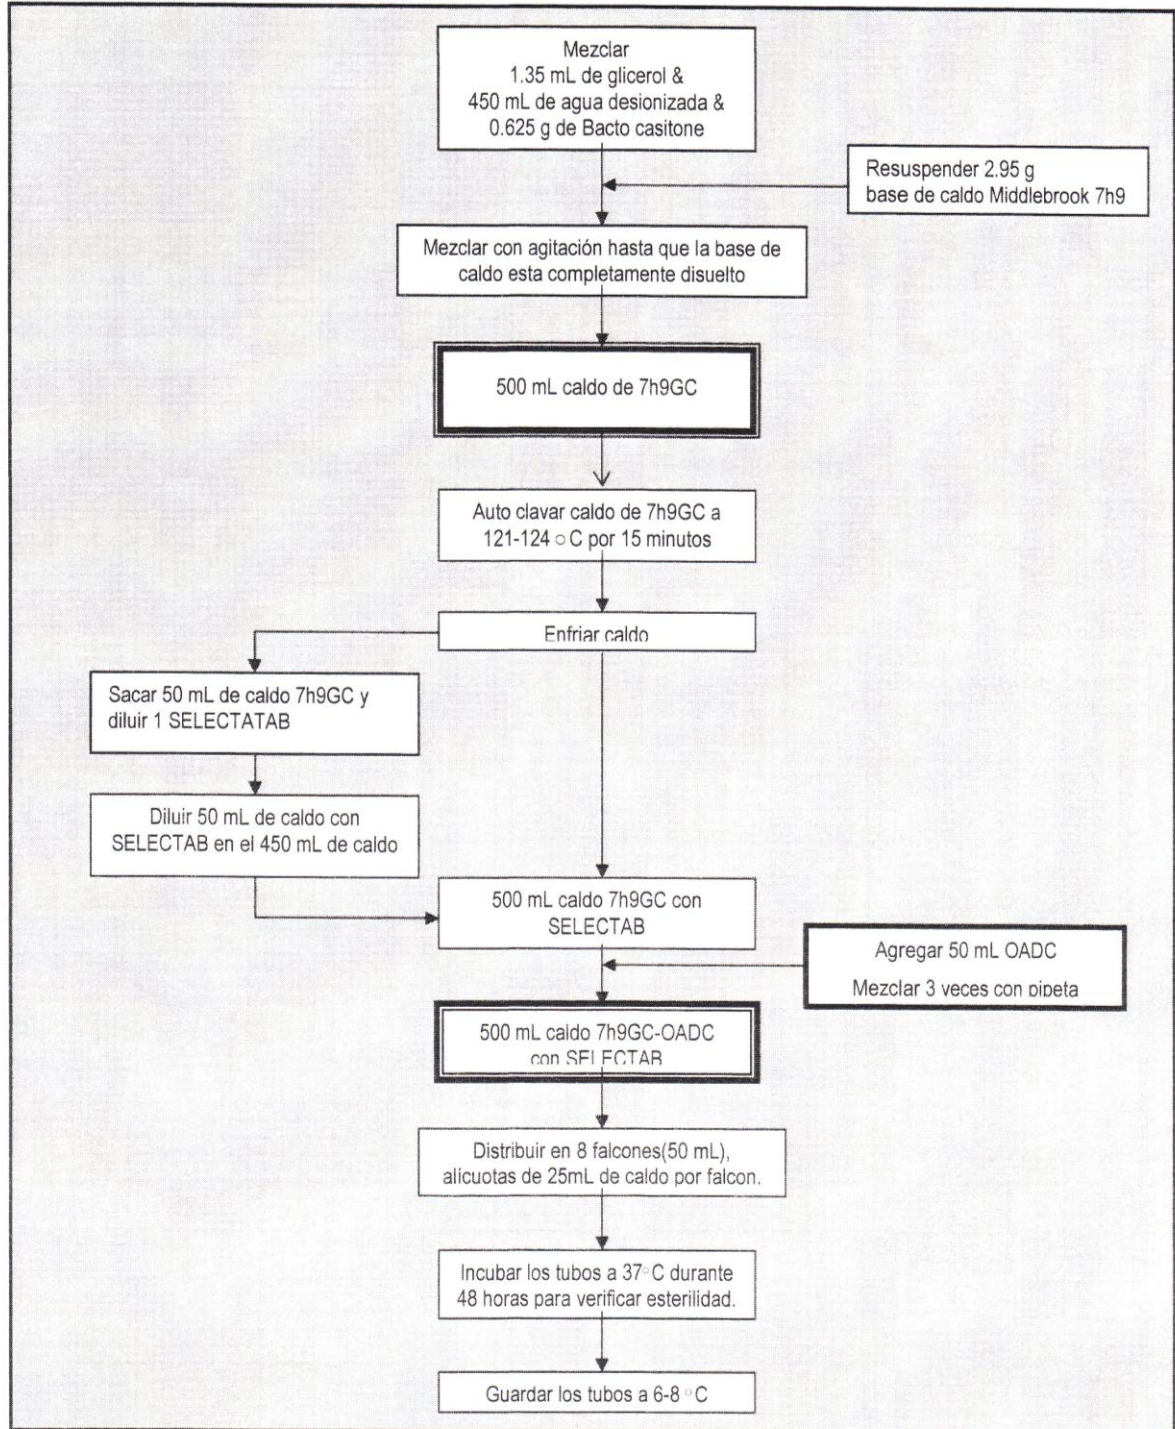 Mezclar
1.35 mL de glicerol &
450 mL de agua desionizada &
0.625 g de Bacto casitone
Resuspender 2.95 g
base de caldo Middlebrook 7h9
Mezclar con agitación hasta que la base de
caldo esta completamente disuelto
500 mL caldo de 7h9GC
Auto clavar caldo de 7h9GC a
121-124 ○ C por 15 minutos
Enfriar caldo
Sacar 50 mL de caldo 7h9GC y
diluir 1 SELECTATAB
Diluir 50 mL de caldo con
SELECTAB en el 450 mL de caldo
500 mL caldo 7h9GC con
SELECTAB
Agregar 50 mL OADC
Mezclar 3 veces con pipeta
500 mL caldo 7h9GC-OADC
con SELECTAB
Distribuir en 8 falcones(50 mL),
alicuotas de 25mL de caldo por falcon.
Incubar los tubos a 37○C durante
48 horas para verificar esterilidad.
Guardar los tubos a 6-8 ○C